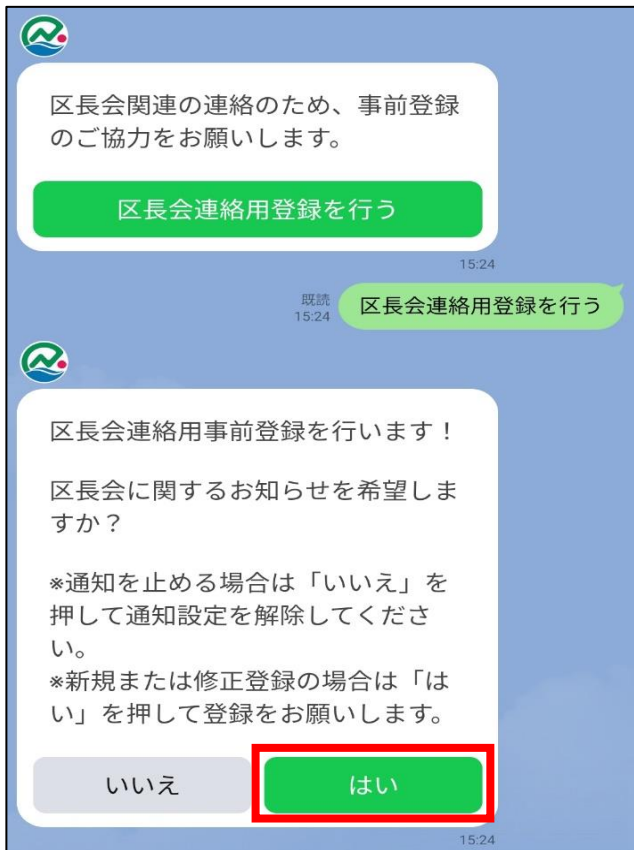 区長会関連の連絡のため、事前登録
のご協力をお願いします。
区長会連絡用登録を行う
15:24
既読
15:24
区長会連絡用登録を行う
区長会連絡用事前登録を行います！
区長会に関するお知らせを希望しま
すか？
※通知を止める場合は「いいえ」を
押して通知設定を解除してくださ
い。
※新規または修正登録の場合は「は
い」を押して登録をお願いします。
いいえ
はい
15:24